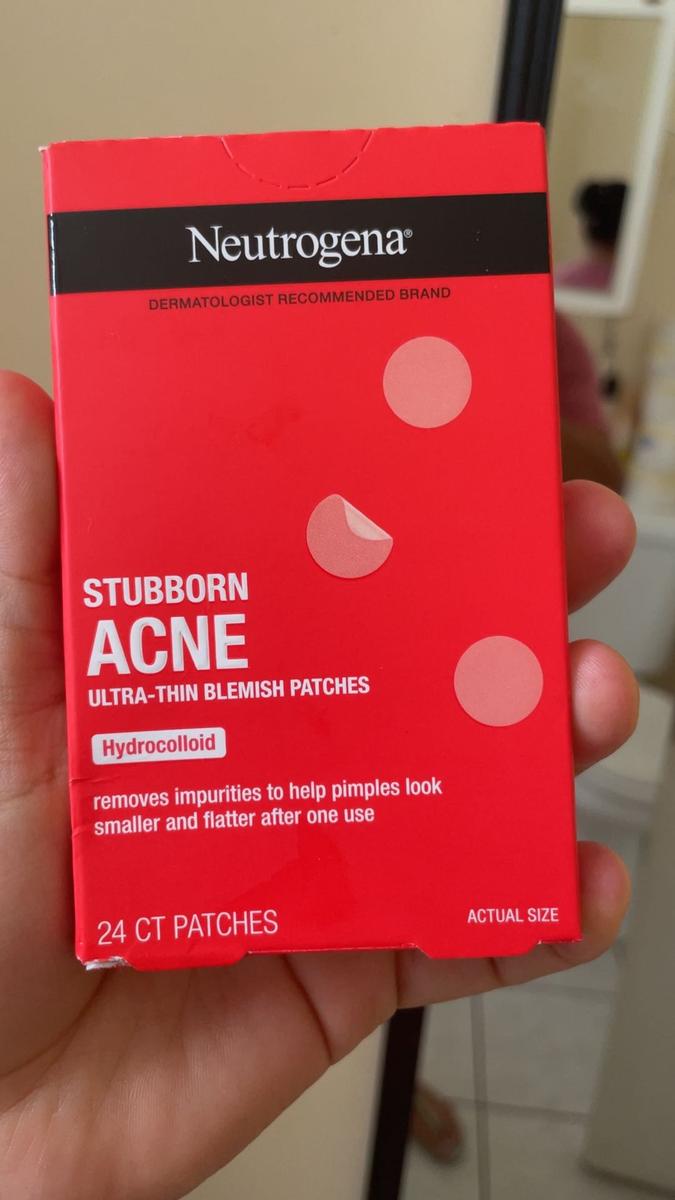 Neutrogena®
DERMATOLOGIST RECOMMENDED BRAND
STUBBORN
ACNE
ULTRA-THIN BLEMISH PATCHES
Hydrocolloid
removes impurities to help pimples look
smaller and flatter after one use
24 CT PATCHES
ACTUAL SIZE